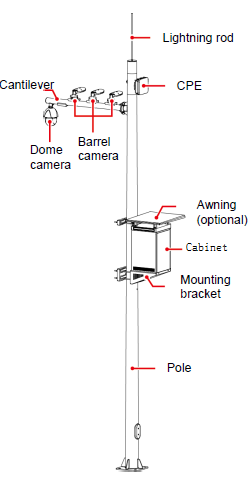 Lightning rod
Cantilever
CPE
Dome
camera
Barrel
camera
Awning
(optional)
Cabinet
Mounting
bracket
Pole